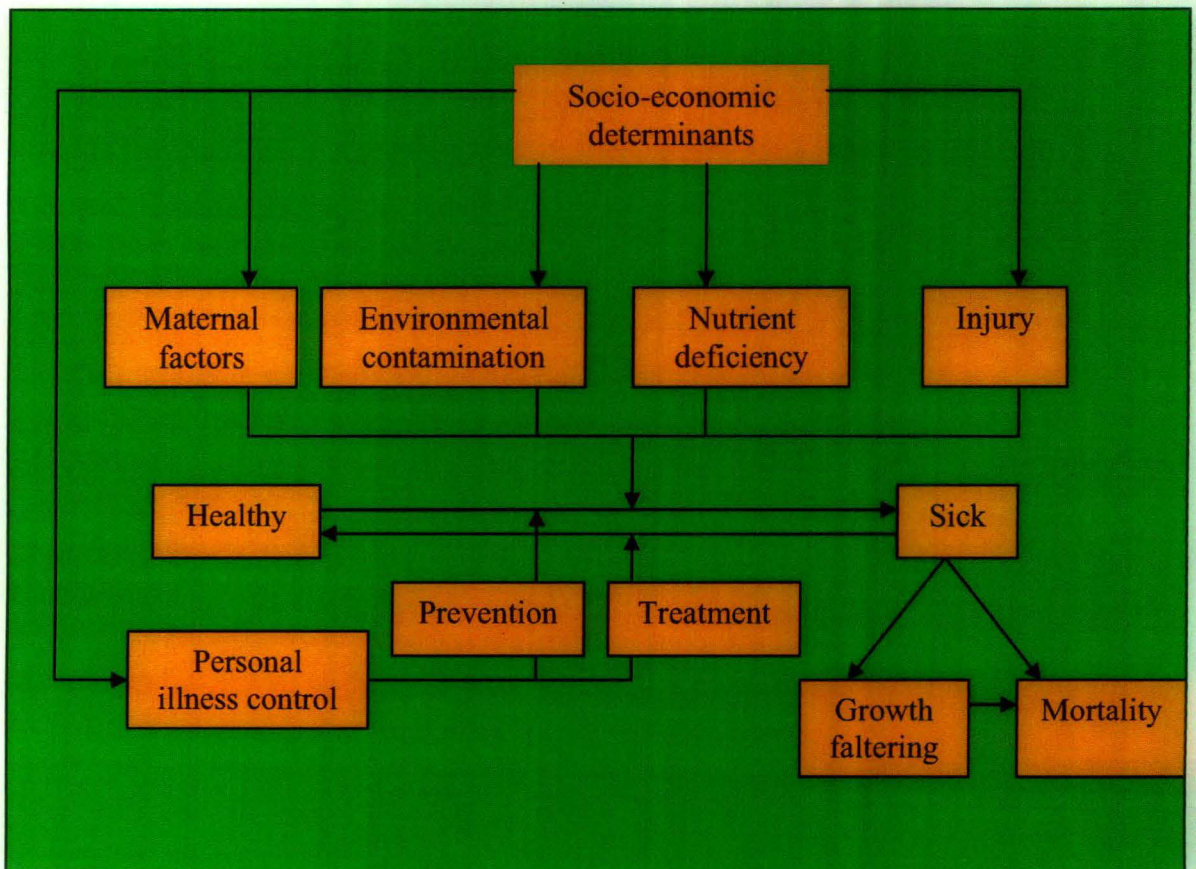 Socio-economic
determinants
Maternal
factors
Environmental
contamination
Nutrient
deficiency
Injury
Healthy
Sick
Prevention
Treatment
Personal
illness control
Growth
faltering
Mortality